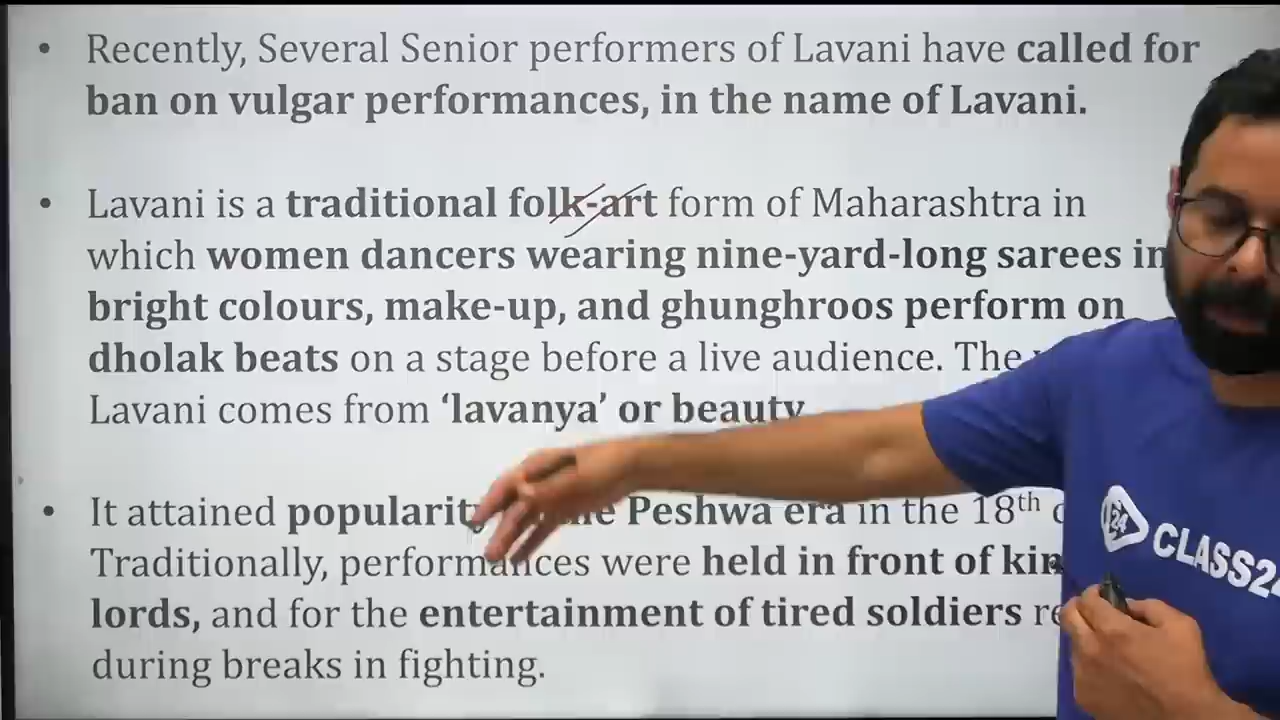 • Recently, Several Senior performers of Lavani have called for
ban on vulgar performances, in the name of Lavani.
• Lavani is a traditional folk-art form of Maharashtra in
which women dancers wearing nine-yard-long sarees in
bright colours, make-up, and ghunghroos perform on
dholak beats on a stage before a live audience. The
Lavani comes from ‘lavanya’ or beauty
• It attained popularity Peshwa era in the 18th
Traditionally, performances were held in front of
lords, and for the entertainment of tired soldiers
during breaks in fighting.
24 CLASS24